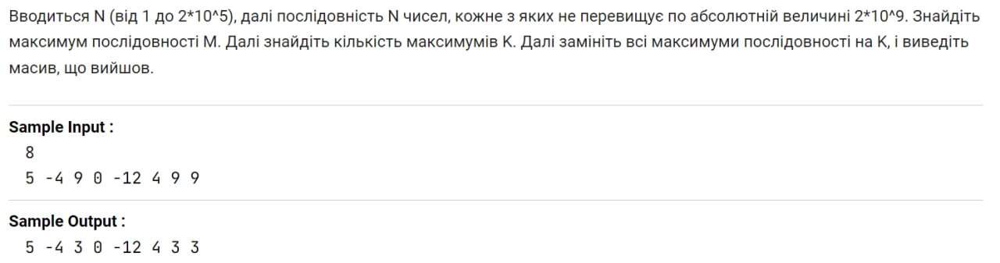 Вводиться N (від 1 до 2*10^5), далі послідовність N чисел, кожне з яких не перевищує по абсолютній величині 2*10^9. Знайдіть
максимум послідовності M. Далі знайдіть кількість максимумів K. Далі замініть всі максимуми послідовності на K, і виведіть
масив, що вийшов.
Sample Input :
8
5 -4 9 0 -12 4 9 9
Sample Output :
5 -4 3 0 -12 4 3 3